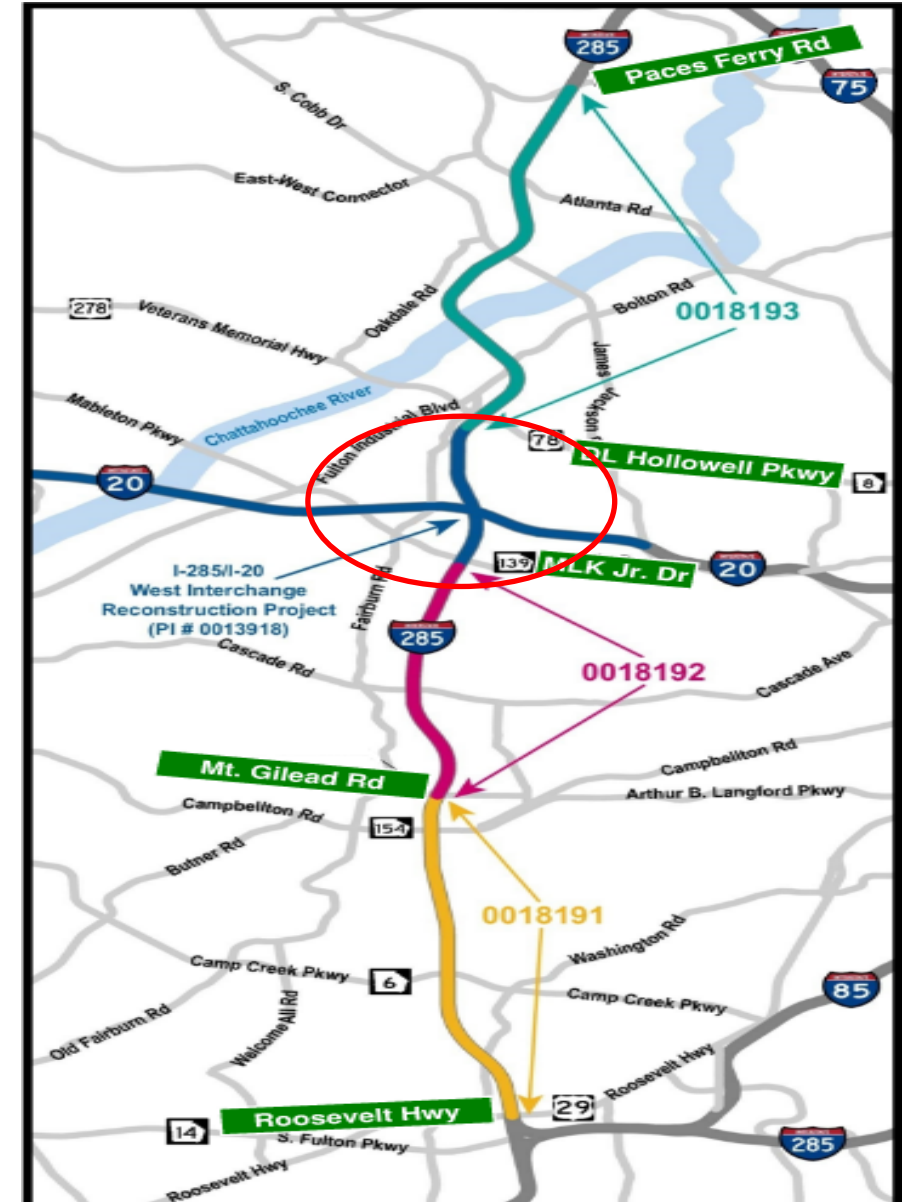 285
Paces Ferry Rd
75
S. Cobb Dr
East-West Connector
Atlanta Rd
278
Veterans Memorial Hwy
Oakdale Rd
Bolton Rd
0018193
James Jackson
Mableton Pkwy
Chattahoochee River
Fulton Industrial Blvd
78
DL Hollowell Pkwy
8
20
I-285/I-20
West Interchange
Reconstruction Project
(PI # 0013918)
139
MLK Jr. Dr
20
Fairburn Rd
285
Cascade Rd
0018192
Cascade Ave
Mt. Gilead Rd
Campbellton Rd
Arthur B. Langford Pkwy
Campbellton Rd
154
Butner Rd
0018191
Washington Rd
Camp Creek Pkwy
6
Camp Creek Pkwy
85
Old Fairburn Rd
Welcome All Rd
Roosevelt Hwy
Roosevelt Hwy
29
14
S. Fulton Pkwy
285
Roosevelt Hwy